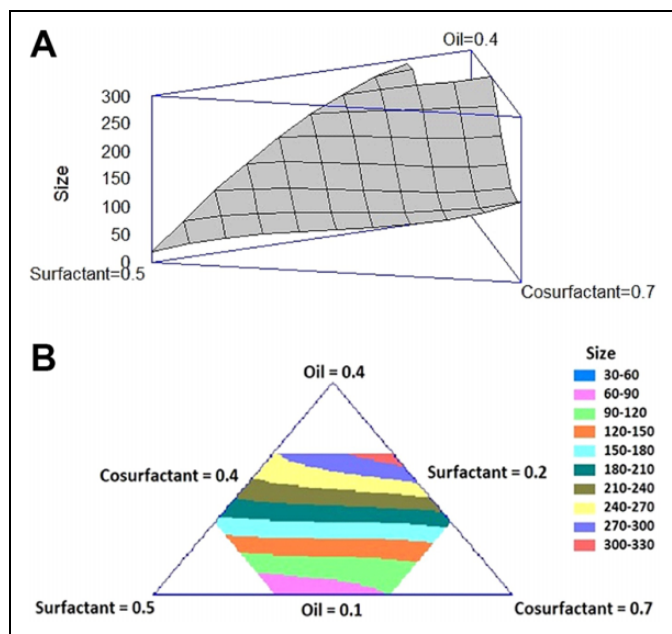 A
Oil=0.4
300
250
200
150
100
50
0
Size
Surfactant=0.5
Cosurfactant=0.7
B
Oil = 0.4
Cosurfactant = 0.4
Surfactant = 0.2
Surfactant = 0.5
Oil = 0.1
Cosurfactant = 0.7
Size
30-60
60-90
90-120
120-150
150-180
180-210
210-240
240-270
270-300
300-330